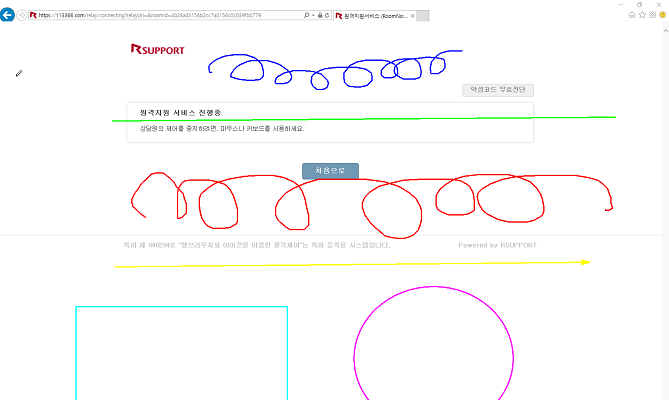 https://113366.com/relay/connecting?relayUrl=&roomId=4028ad3156b2cc7a0156c0c039fb0779
원격지원서비스 (RoomNo:...
RSUPPORT
악성코드 무료진단
원격지원 서비스 진행중
상담원의 제어를 중지하려면, 마우스나 키보드를 사용하세요.
처음으로
특허 제 040294호 "웹브라우저와 아이콘을 이용한 원격제어"는 특허 등록된 시스템입니다.
Powered by RSUPPORT